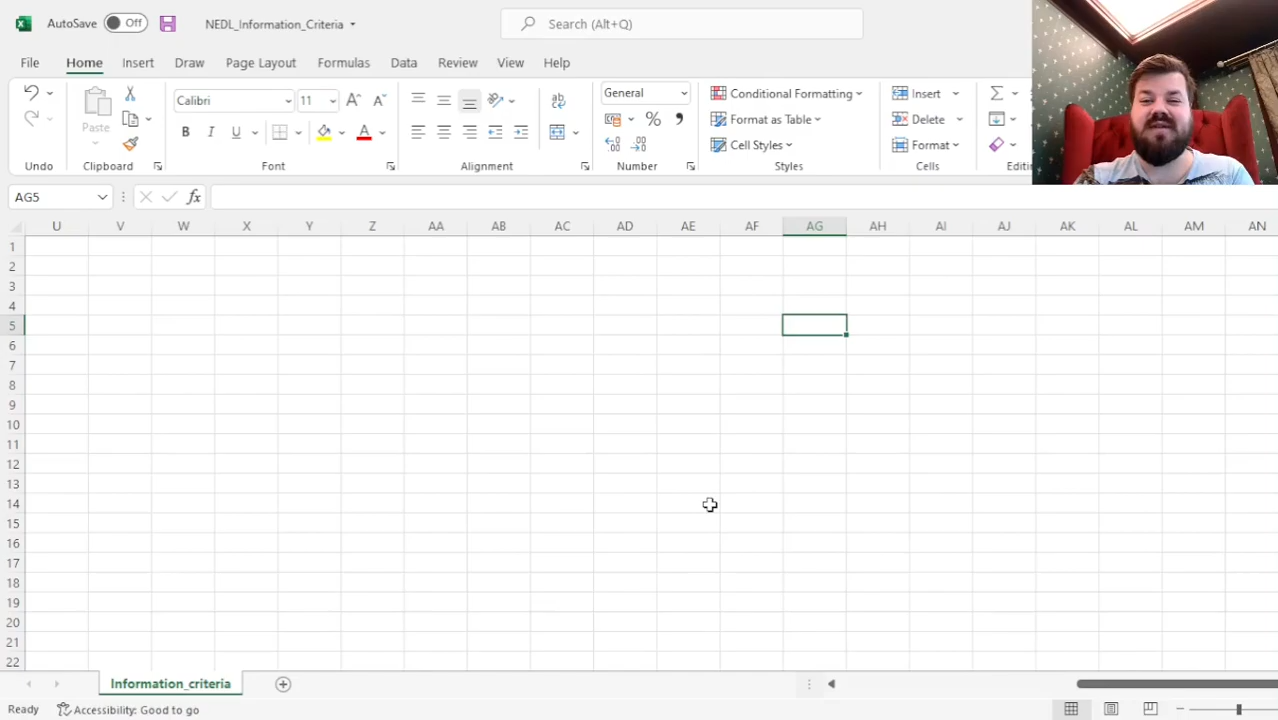 AutoSave Off NEDL_Information_Criteria Search (Alt+Q)
File Home Insert Draw Page Layout Formulas Data Review View Help
Calibri 11 General Conditional Formatting Insert
Paste Format as Table Delete
Cell Styles Format
Undo Clipboard Font Alignment Number Styles Cells Editin
AG5 fx
U V W X Y Z AA AB AC AD AE AF AG AH AI AJ AK AL AM AN
1
2
3
4
5
6
7
8
9
10
11
12
13
14
15
16
17
18
19
20
21
22
Information_criteria
Ready Accessibility: Good to go